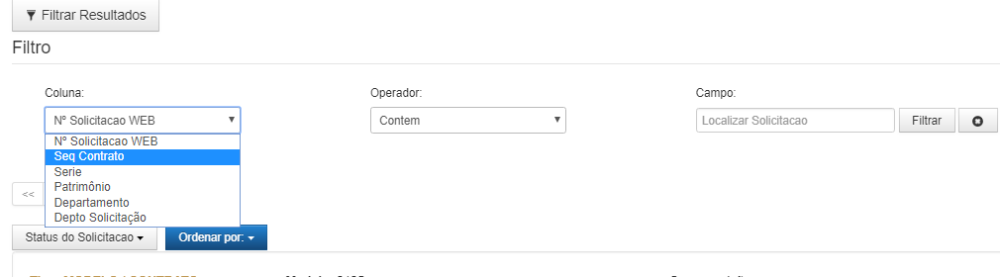 Filtrar Resultados
Filtro
Coluna: Operador: Campo:
Nº Solicitacao WEB Contem Localizar Solicitacao Filtrar
Nº Solicitacao WEB
Seq Contrato
Serie
Patrimônio
<<
Departamento
Depto Solicitação
Status do Solicitacao Ordenar por: